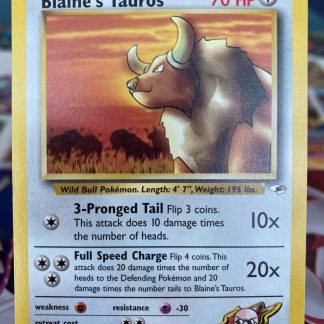 Blaine's Tauros 70 HP
Wild Bull Pokémon. Length: 4' 7", Weight: 195 lbs.
3-Pronged Tail Flip 3 coins. 10x
This attack does 10 damage times
the number of heads.
Full Speed Charge Flip 4 coins. This
attack does 20 damage times the number of heads 20x
to the Defending Pokémon and 20 damage times the
number tails to Blaine's Tauros.
weakness resistance -30
retreat cost